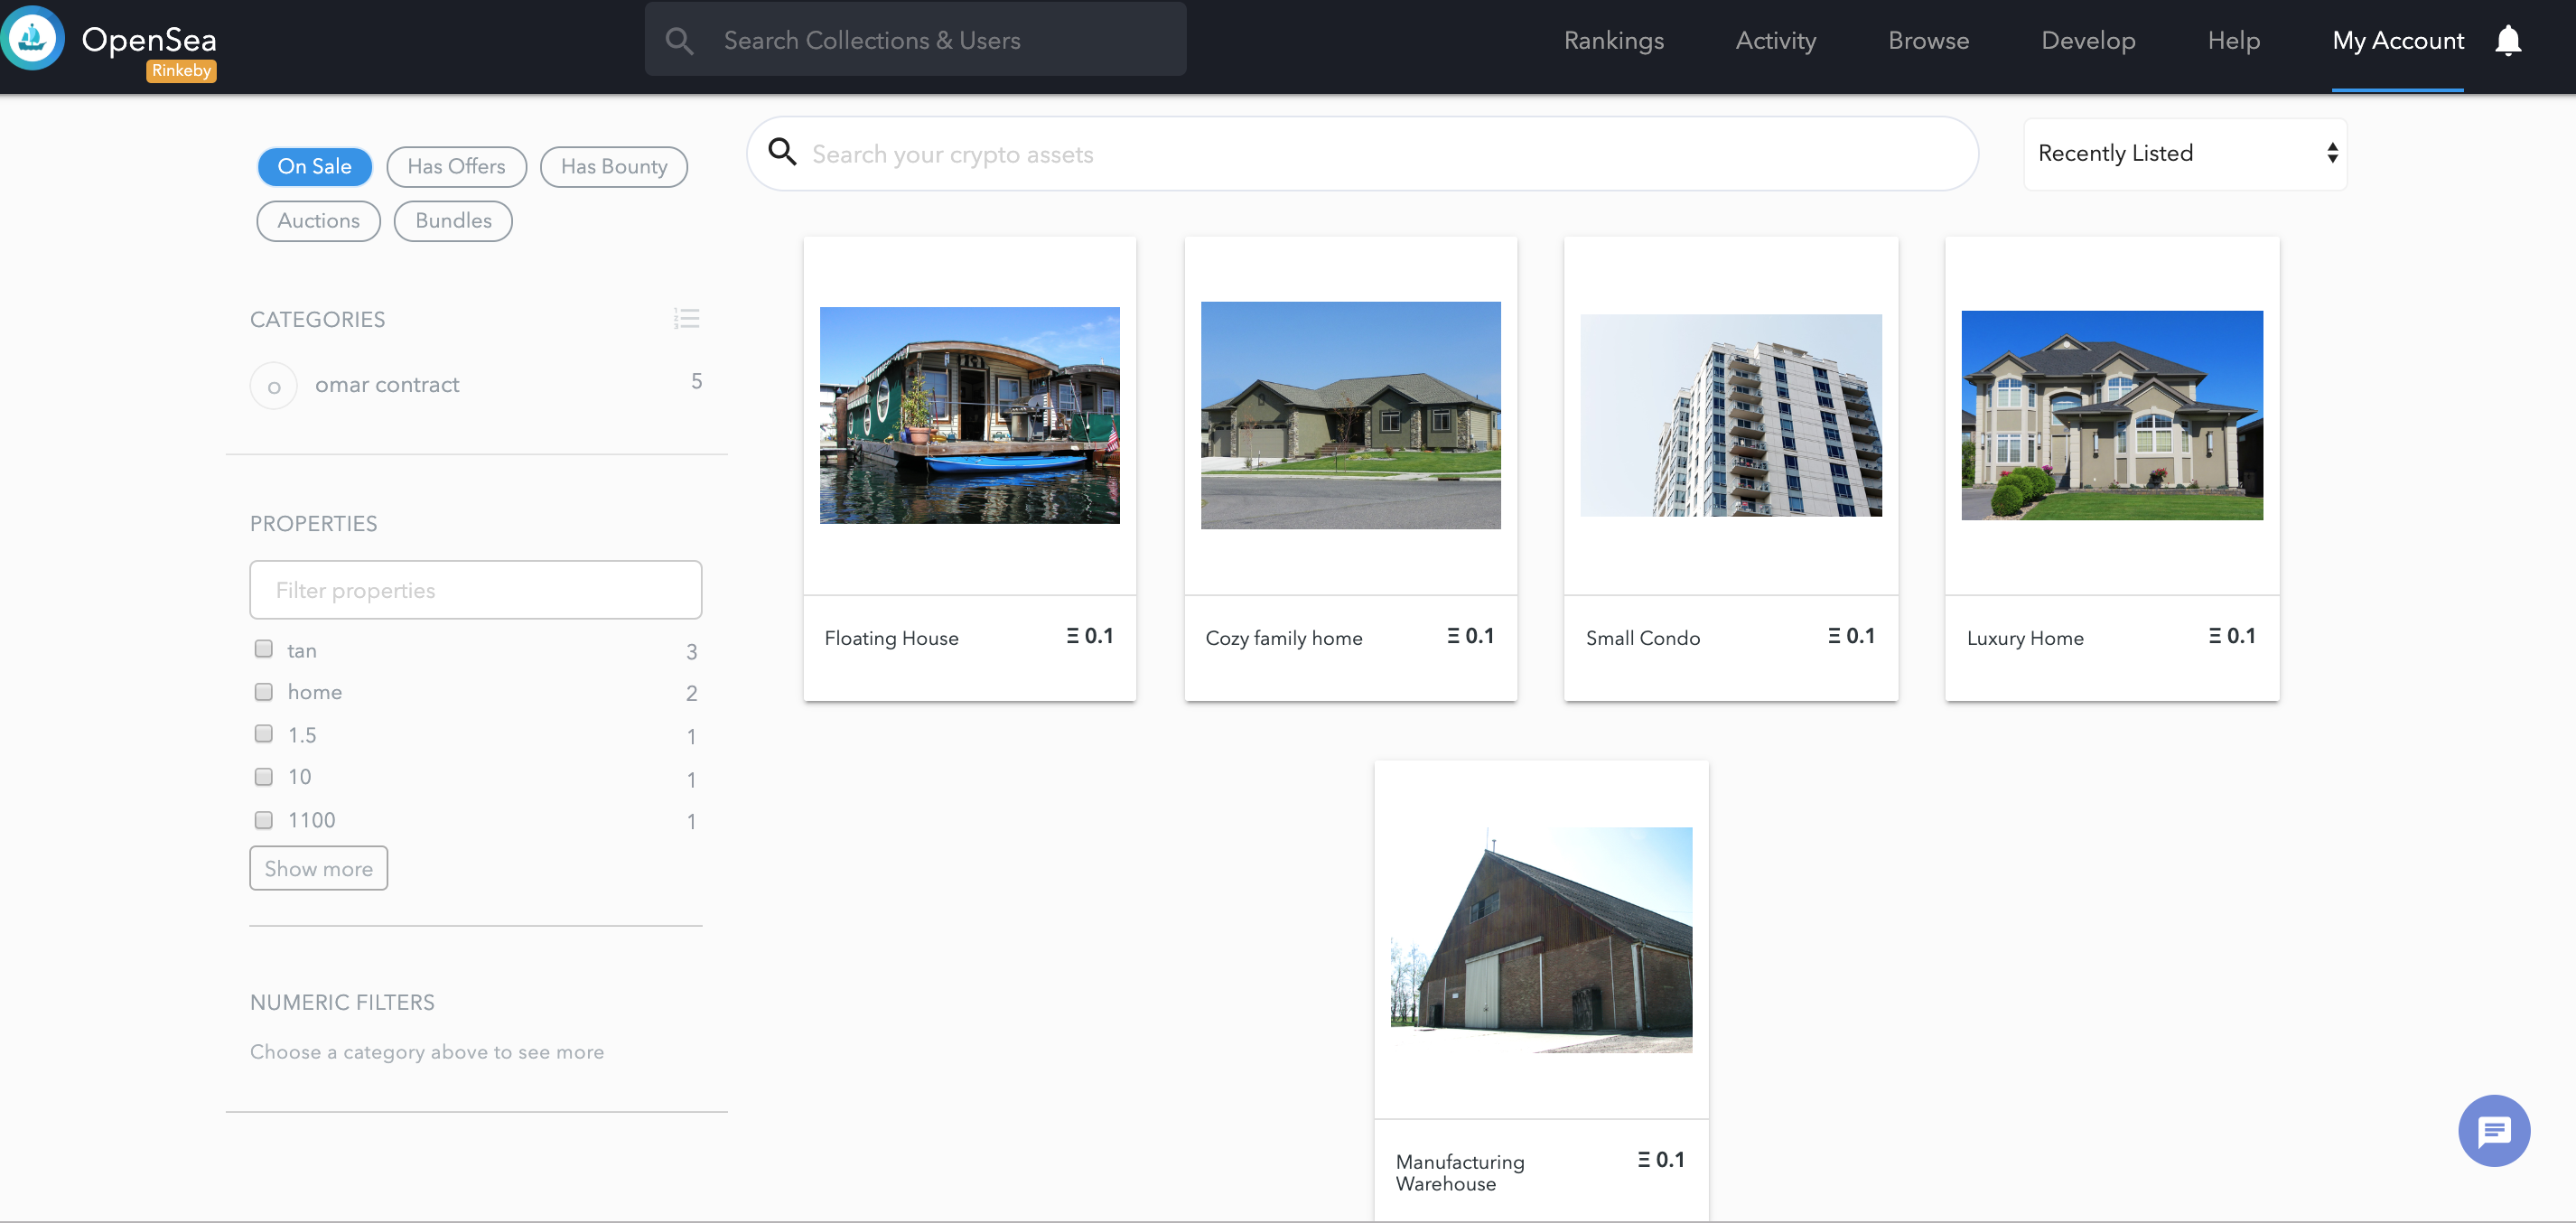 OpenSea
Rinkeby
Search Collections & Users
Rankings
Activity
Browse
Develop
Help
My Account
On Sale
Has Offers
Has Bounty
Auctions
Bundles
Search your crypto assets
Recently Listed
CATEGORIES
o
omar contract
5
PROPERTIES
Filter properties
tan
3
home
2
1.5
1
10
1
1100
1
Show more
NUMERIC FILTERS
Choose a category above to see more
Floating House
Ξ 0.1
Cozy family home
Ξ 0.1
Small Condo
Ξ 0.1
Luxury Home
Ξ 0.1
Manufacturing
Warehouse
Ξ 0.1